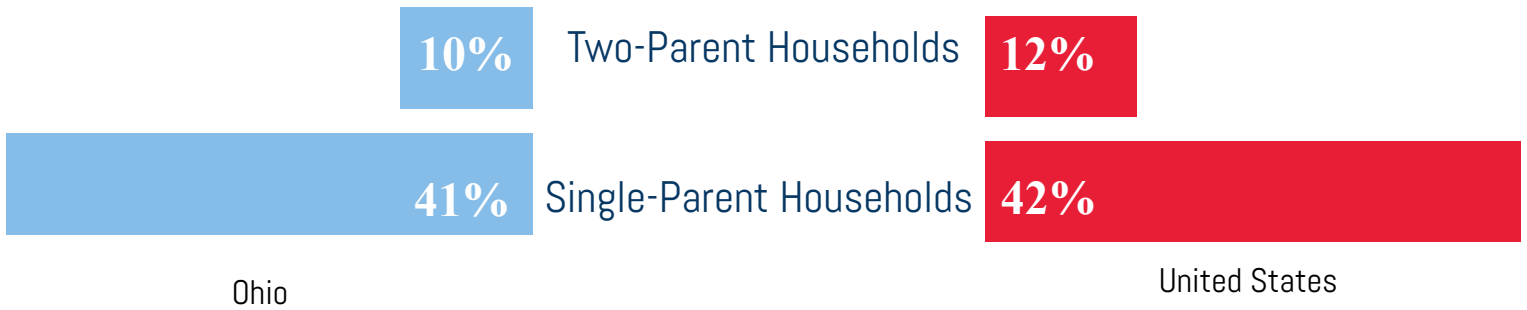 10% Two-Parent Households 12%
41% Single-Parent Households 42%
Ohio United States